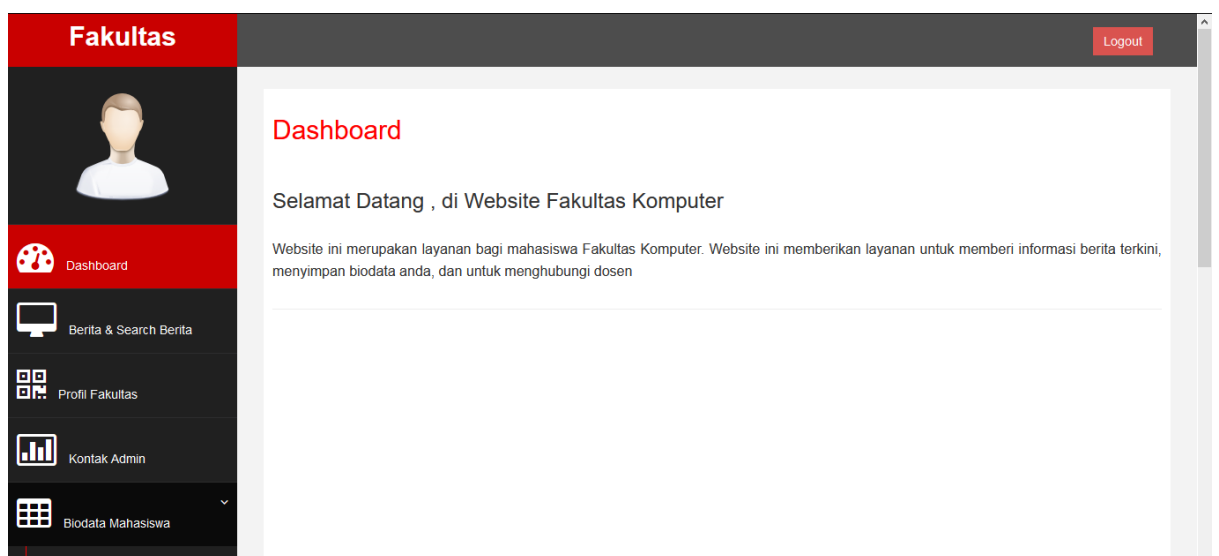 Fakultas
Logout
Dashboard
Selamat Datang , di Website Fakultas Komputer
Website ini merupakan layanan bagi mahasiswa Fakultas Komputer. Website ini memberikan layanan untuk memberi informasi berita terkini,
menyimpan biodata anda, dan untuk menghubungi dosen
Dashboard
Berita & Search Berita
Profil Fakultas
Kontak Admin
Biodata Mahasiswa